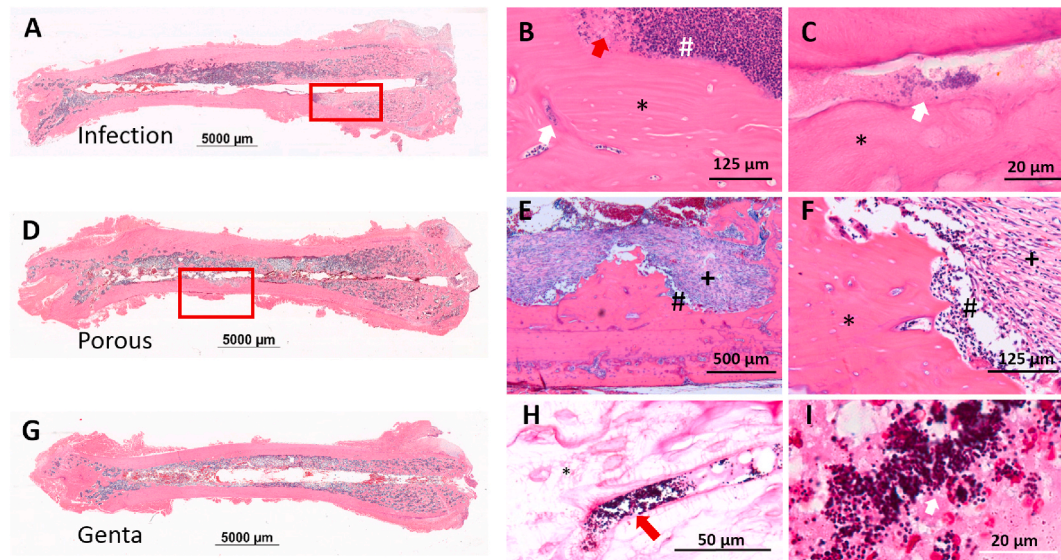 A
Infection
5000 µm
B
#
*
125 µm
C
*
20 µm
D
Porous
5000 µm
E
+
#
500 µm
F
+
#
*
125 µm
G
Genta
5000 µm
H
*
50 µm
I
20 µm